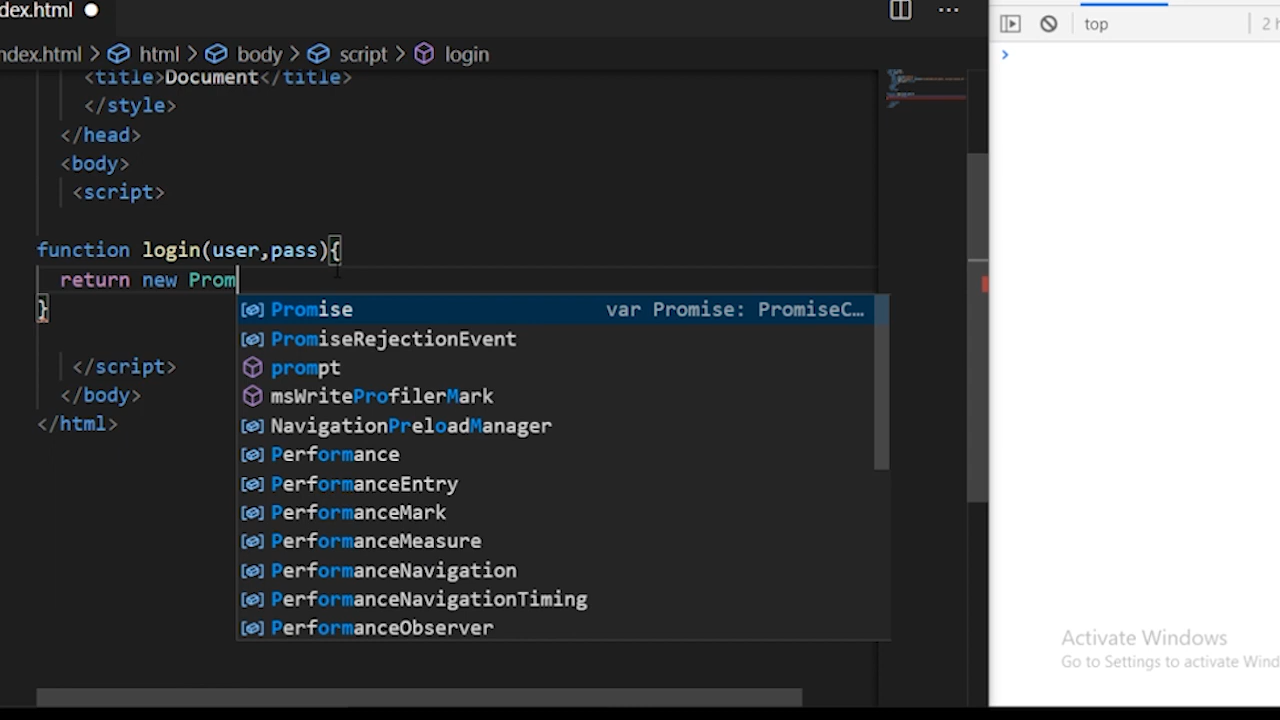 dex.html
top
2
ndex.html > html > body > script > login
<title>Document</title>
</style>
</head>
<body>
<script>
function login(user,pass){
return new Prom
}
Promise var Promise: PromiseC…
PromiseRejectionEvent
prompt
msWriteProfilerMark
NavigationPreloadManager
Performance
PerformanceEntry
PerformanceMark
PerformanceMeasure
PerformanceNavigation
PerformanceNavigationTiming
PerformanceObserver
</script>
</body>
</html>
Activate Windows
Go to Settings to activate Wind